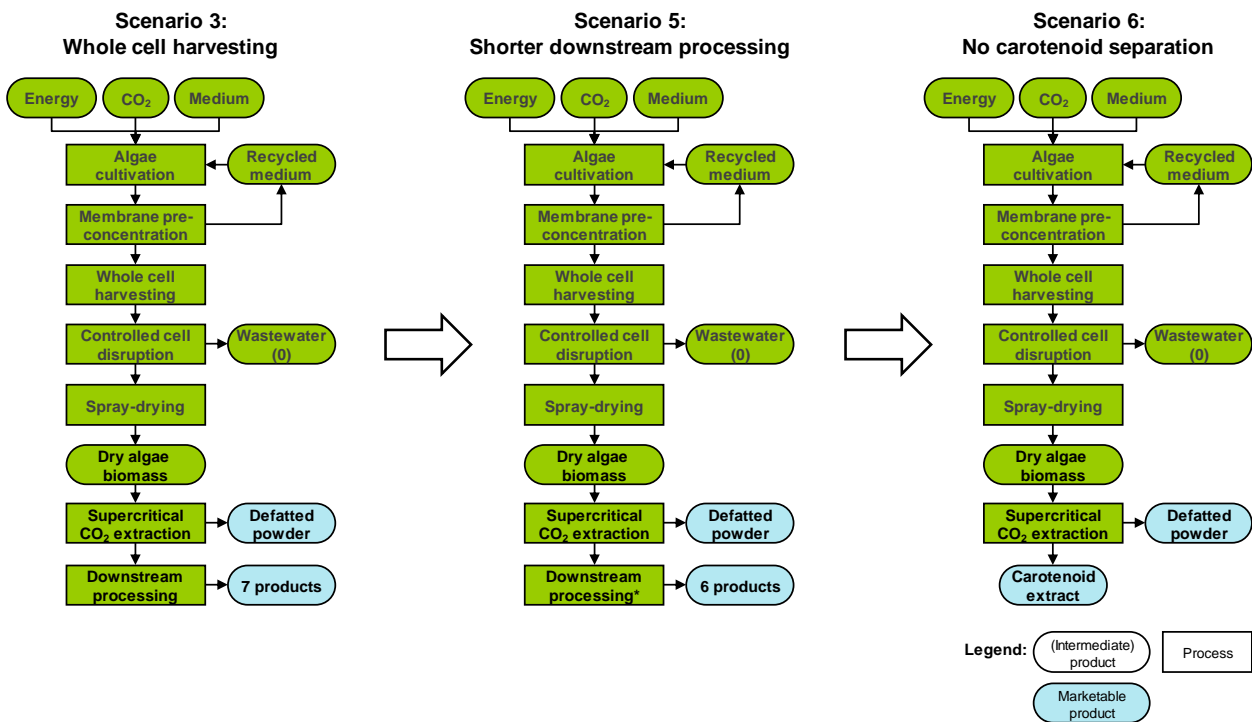 Scenario 3:
Whole cell harvesting
Energy
CO₂
Medium
Algae
cultivation
Recycled
medium
Membrane pre-
concentration
Whole cell
harvesting
Controlled cell
disruption
Wastewater
(0)
Spray-drying
Dry algae
biomass
Supercritical
CO₂ extraction
Defatted
powder
Downstream
processing
7 products
Scenario 5:
Shorter downstream processing
Energy
CO₂
Medium
Algae
cultivation
Recycled
medium
Membrane pre-
concentration
Whole cell
harvesting
Controlled cell
disruption
Wastewater
(0)
Spray-drying
Dry algae
biomass
Supercritical
CO₂ extraction
Defatted
powder
Downstream
processing*
6 products
Scenario 6:
No carotenoid separation
Energy
CO₂
Medium
Algae
cultivation
Recycled
medium
Membrane pre-
concentration
Whole cell
harvesting
Controlled cell
disruption
Wastewater
(0)
Spray-drying
Dry algae
biomass
Supercritical
CO₂ extraction
Defatted
powder
Carotenoid
extract
Legend:
(Intermediate)
product
Process
Marketable
product